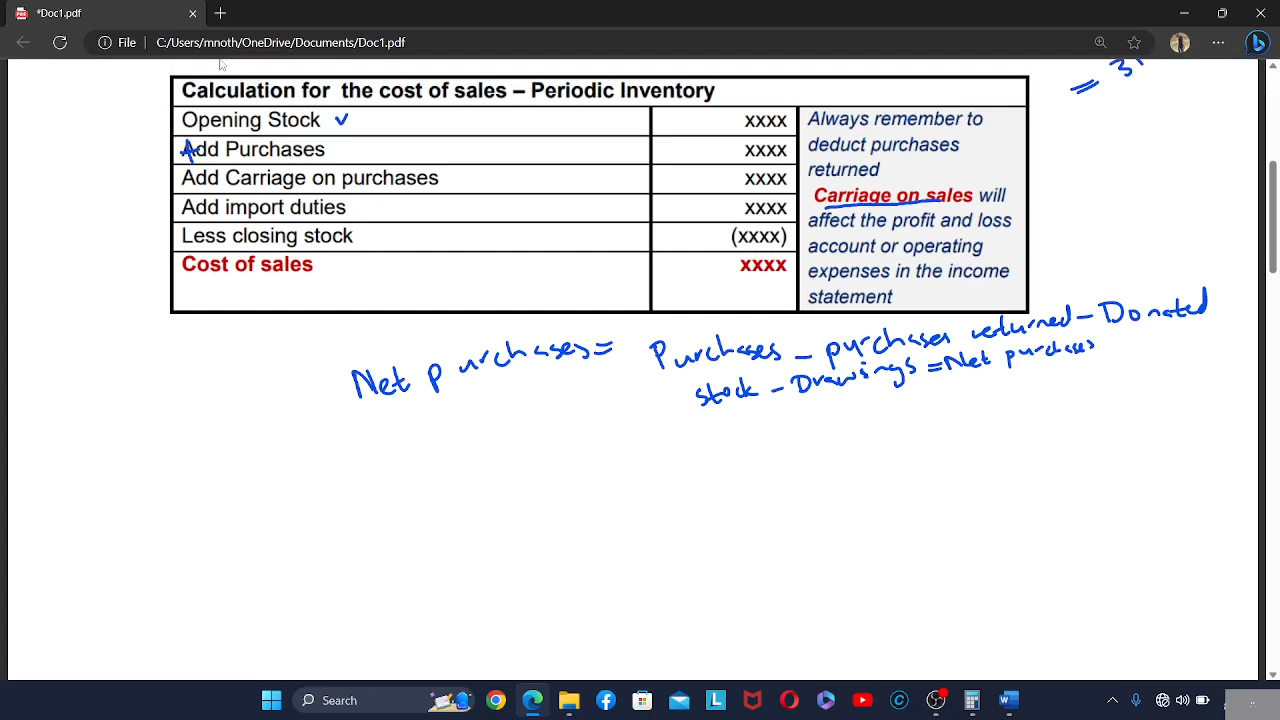 *Doc1.pdf
File C:/Users/mnoth/OneDrive/Documents/Doc1.pdf
Calculation for the cost of sales – Periodic Inventory
Opening Stock xxxx
Add Purchases xxxx
Add Carriage on purchases xxxx
Add import duties xxxx
Less closing stock (xxxx)
Cost of sales xxxx
Always remember to
deduct purchases
returned
Carriage on sales will
affect the profit and loss
account or operating
expenses in the income
statement
Net purchases = Purchases – purchases returned – Donated
stock – Drawings = Net purchases
Search